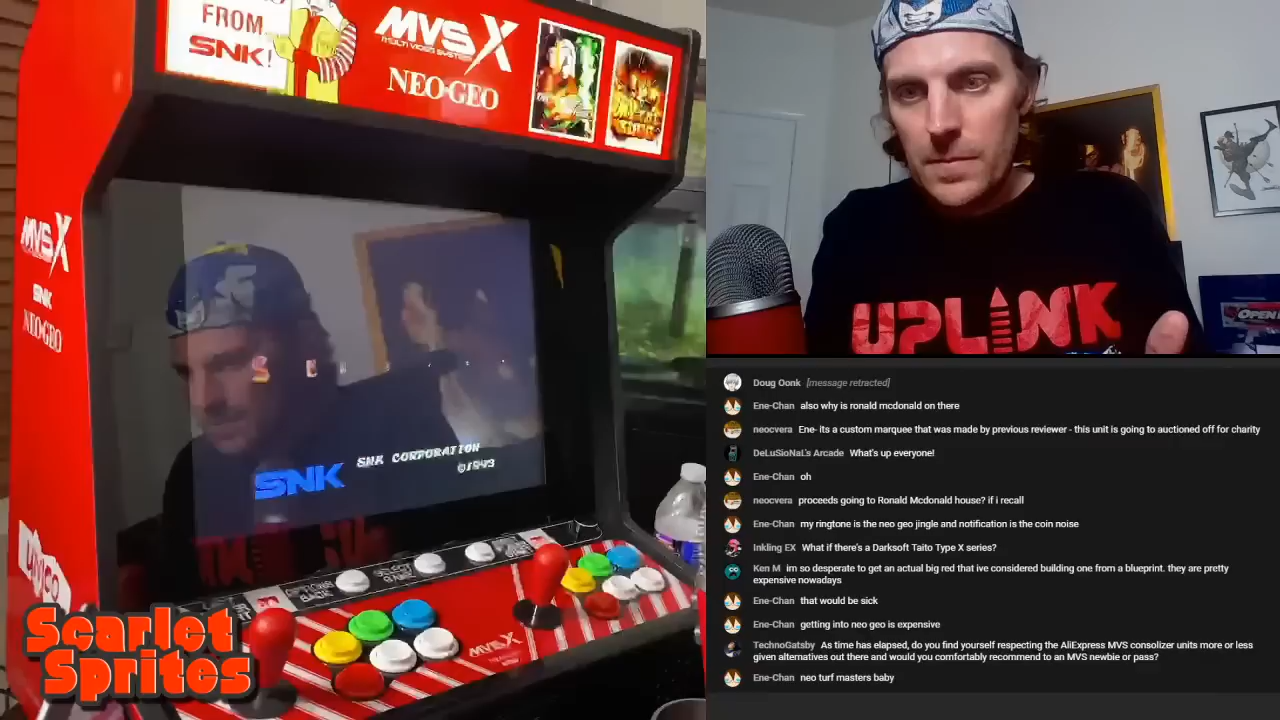 FROM
SNK!
MVSX
MULTI VIDEO SYSTEM
NEO·GEO
MVSX
SNK
NEO·GEO
SNK
SNK CORPORATION
MVSX
Scarlet
Sprites
UPLINK
OPEN
Doug Oonk [message retracted]
Ene-Chan also why is ronald mcdonald on there
neocvera Ene- its a custom marquee that was made by previous reviewer - this unit is going to auctioned off for charity
DeLuSioNaL's Arcade What's up everyone!
Ene-Chan oh
neocvera proceeds going to Ronald Mcdonald house? if i recall
Ene-Chan my ringtone is the neo geo jingle and notification is the coin noise
Inkling EX What if there's a Darksoft Taito Type X series?
Ken M im so desperate to get an actual big red that ive considered building one from a blueprint. they are pretty
expensive nowadays
Ene-Chan that would be sick
Ene-Chan getting into neo geo is expensive
TechnoGatsby As time has elapsed, do you find yourself respecting the AliExpress MVS consolizer units more or less
given alternatives out there and would you comfortably recommend to an MVS newbie or pass?
Ene-Chan neo turf masters baby